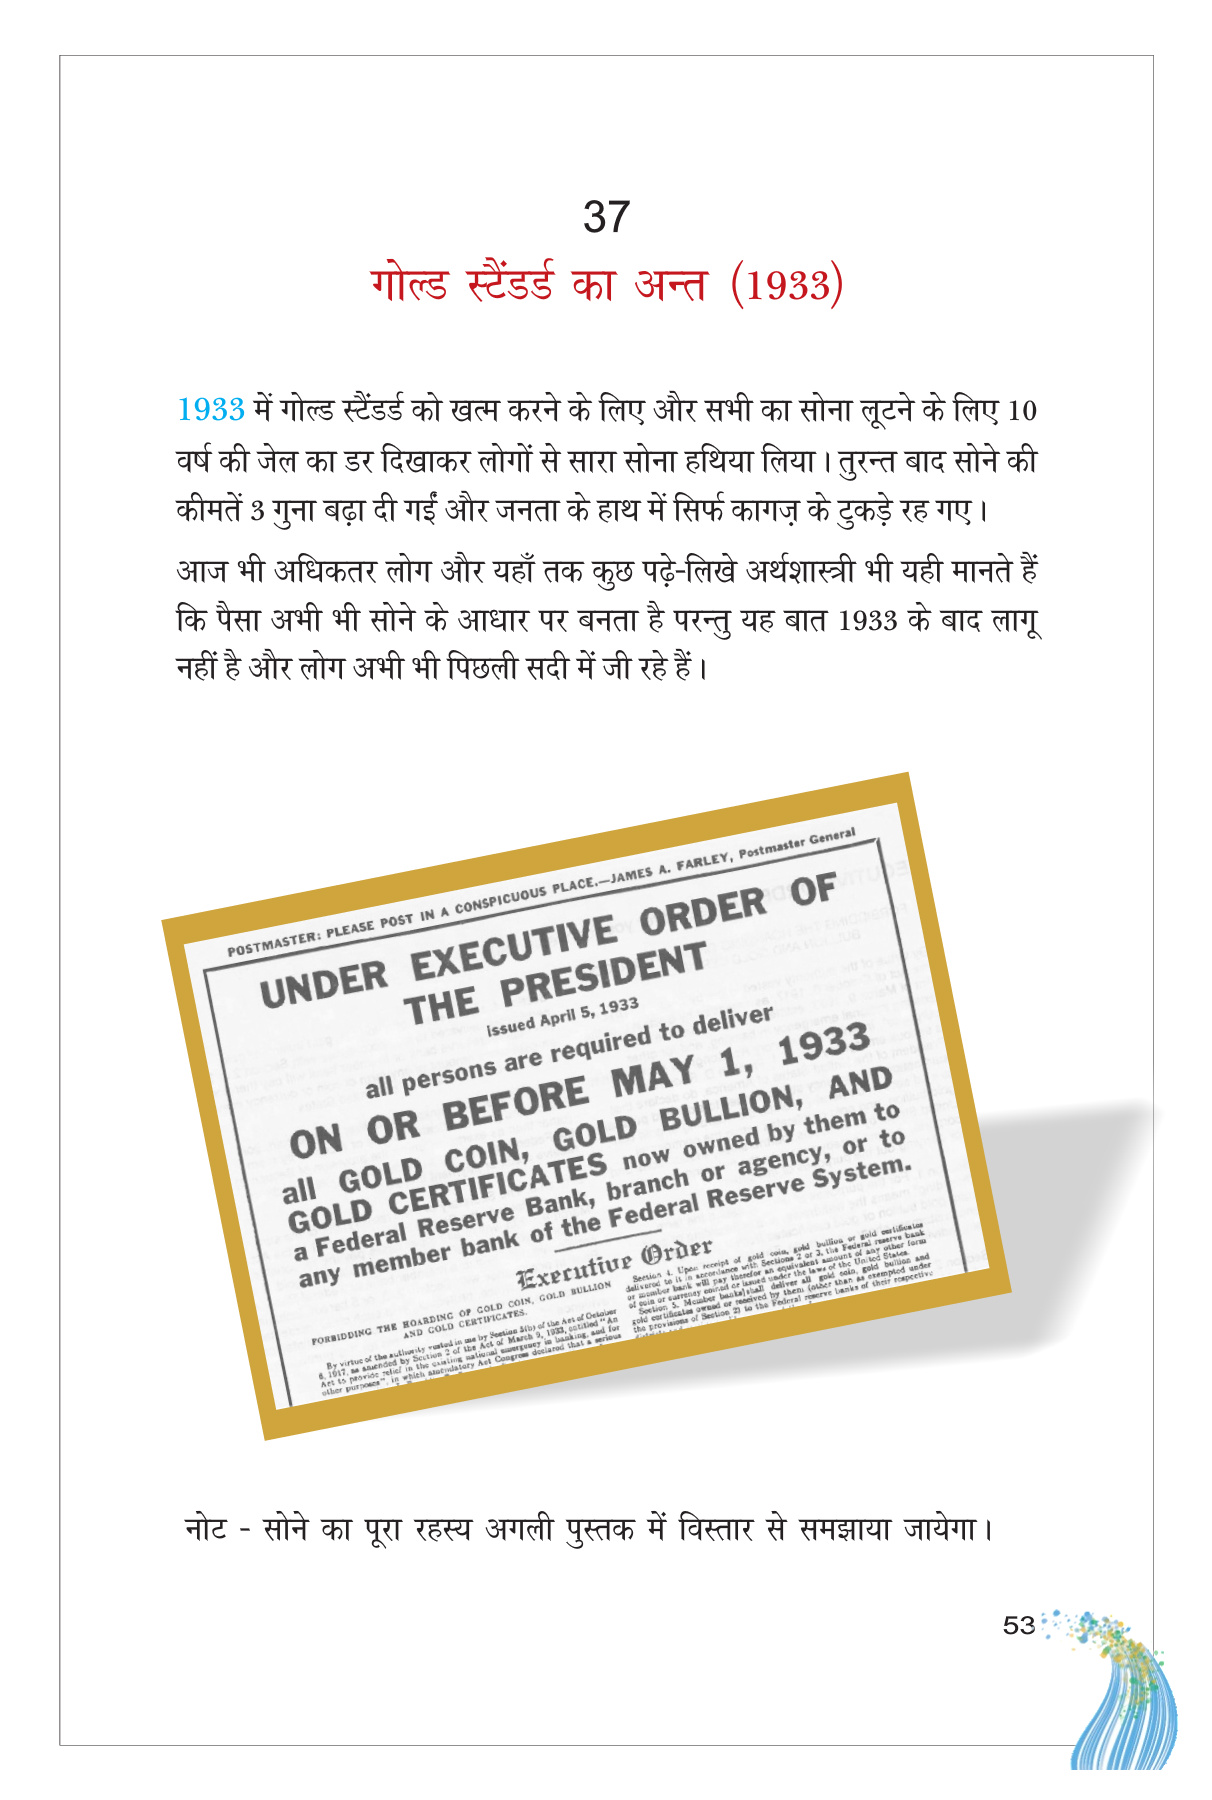 37
गोल्ड स्टैंडर्ड का अन्त (1933)
1933 में गोल्ड स्टैंडर्ड को खत्म करने के लिए और सभी का सोना लूटने के लिए 10
वर्ष की जेल का डर दिखाकर लोगों से सारा सोना हथिया लिया। तुरन्त बाद सोने की
कीमतें 3 गुना बढ़ा दी गईं और जनता के हाथ में सिर्फ कागज़ के टुकड़े रह गए।
आज भी अधिकतर लोग और यहाँ तक कुछ पढ़े-लिखे अर्थशास्त्री भी यही मानते हैं
कि पैसा अभी भी सोने के आधार पर बनता है परन्तु यह बात 1933 के बाद लागू
नहीं है और लोग अभी भी पिछली सदी में जी रहे हैं।
POSTMASTER: PLEASE POST IN A CONSPICUOUS PLACE.—JAMES A. FARLEY, Postmaster General
UNDER EXECUTIVE ORDER OF
THE PRESIDENT
issued April 5, 1933
all persons are required to deliver
ON OR BEFORE MAY 1, 1933
all GOLD COIN, GOLD BULLION, AND
GOLD CERTIFICATES now owned by them to
a Federal Reserve Bank, branch or agency, or to
any member bank of the Federal Reserve System.
Executive Order
FORBIDDING THE HOARDING OF GOLD COIN, GOLD BULLION
AND GOLD CERTIFICATES.
By virtue of the authority vested in me by Section 5(b) of the Act of October
6, 1917, as amended by Section 2 of the Act of March 9, 1933, entitled "An
Act to provide relief in the existing national emergency in banking, and for
other purposes", in which amendatory Act Congress declared that a serious
Section 4. Upon receipt of gold coin, gold bullion or gold certificates
delivered to it in accordance with Sections 2 or 3, the Federal reserve bank
or member bank will pay therefor an equivalent amount of any other form
of coin or currency coined or issued under the laws of the United States.
Section 5. Member banks shall deliver all gold coin, gold bullion and
gold certificates owned or received by them (other than as exempted under
the provisions of Section 2) to the Federal reserve banks of their respective
नोट - सोने का पूरा रहस्य अगली पुस्तक में विस्तार से समझाया जायेगा।
53